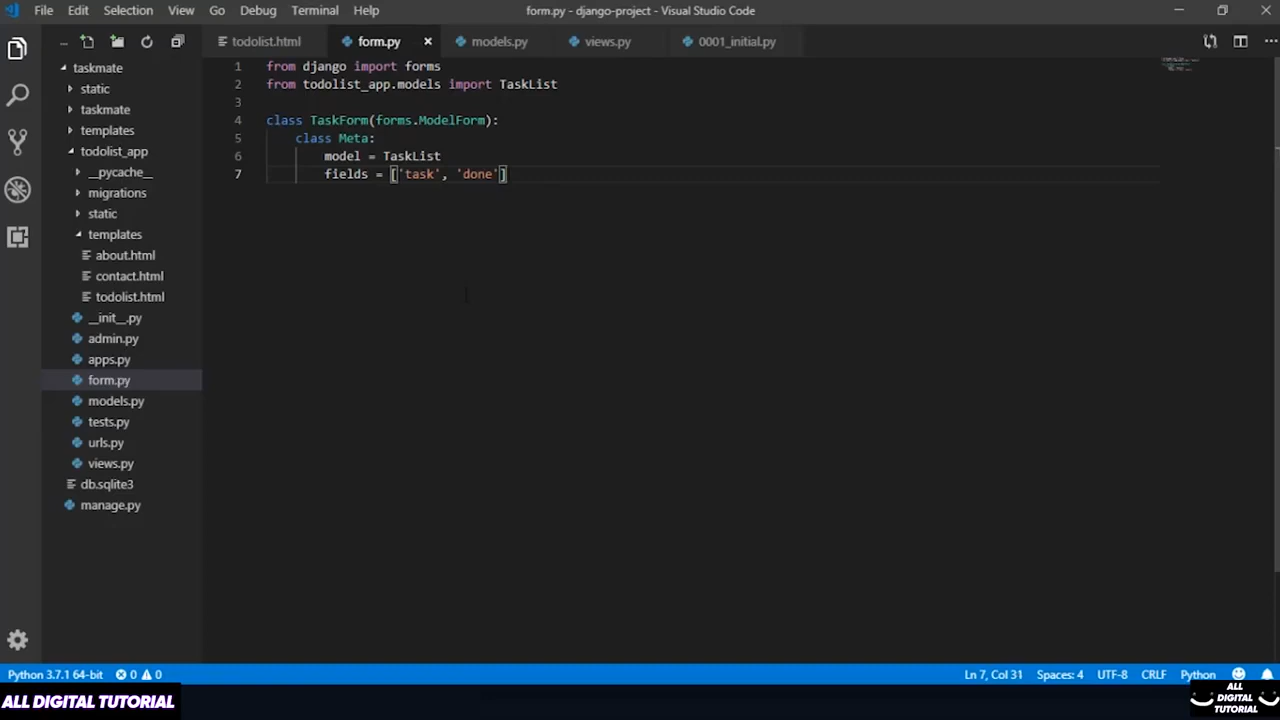 File Edit Selection View Go Debug Terminal Help form.py - django-project - Visual Studio Code
todolist.html form.py models.py views.py 0001_initial.py
taskmate
static
taskmate
templates
todolist_app
__pycache__
migrations
static
templates
about.html
contact.html
todolist.html
__init__.py
admin.py
apps.py
form.py
models.py
tests.py
urls.py
views.py
db.sqlite3
manage.py
1 from django import forms
2 from todolist_app.models import TaskList
3
4 class TaskForm(forms.ModelForm):
5 class Meta:
6 model = TaskList
7 fields = ['task', 'done']
Python 3.7.1 64-bit 0 0 Ln 7, Col 31 Spaces: 4 UTF-8 CRLF Python
ALL DIGITAL TUTORIAL
ALL
DIGITAL
TUTORIAL